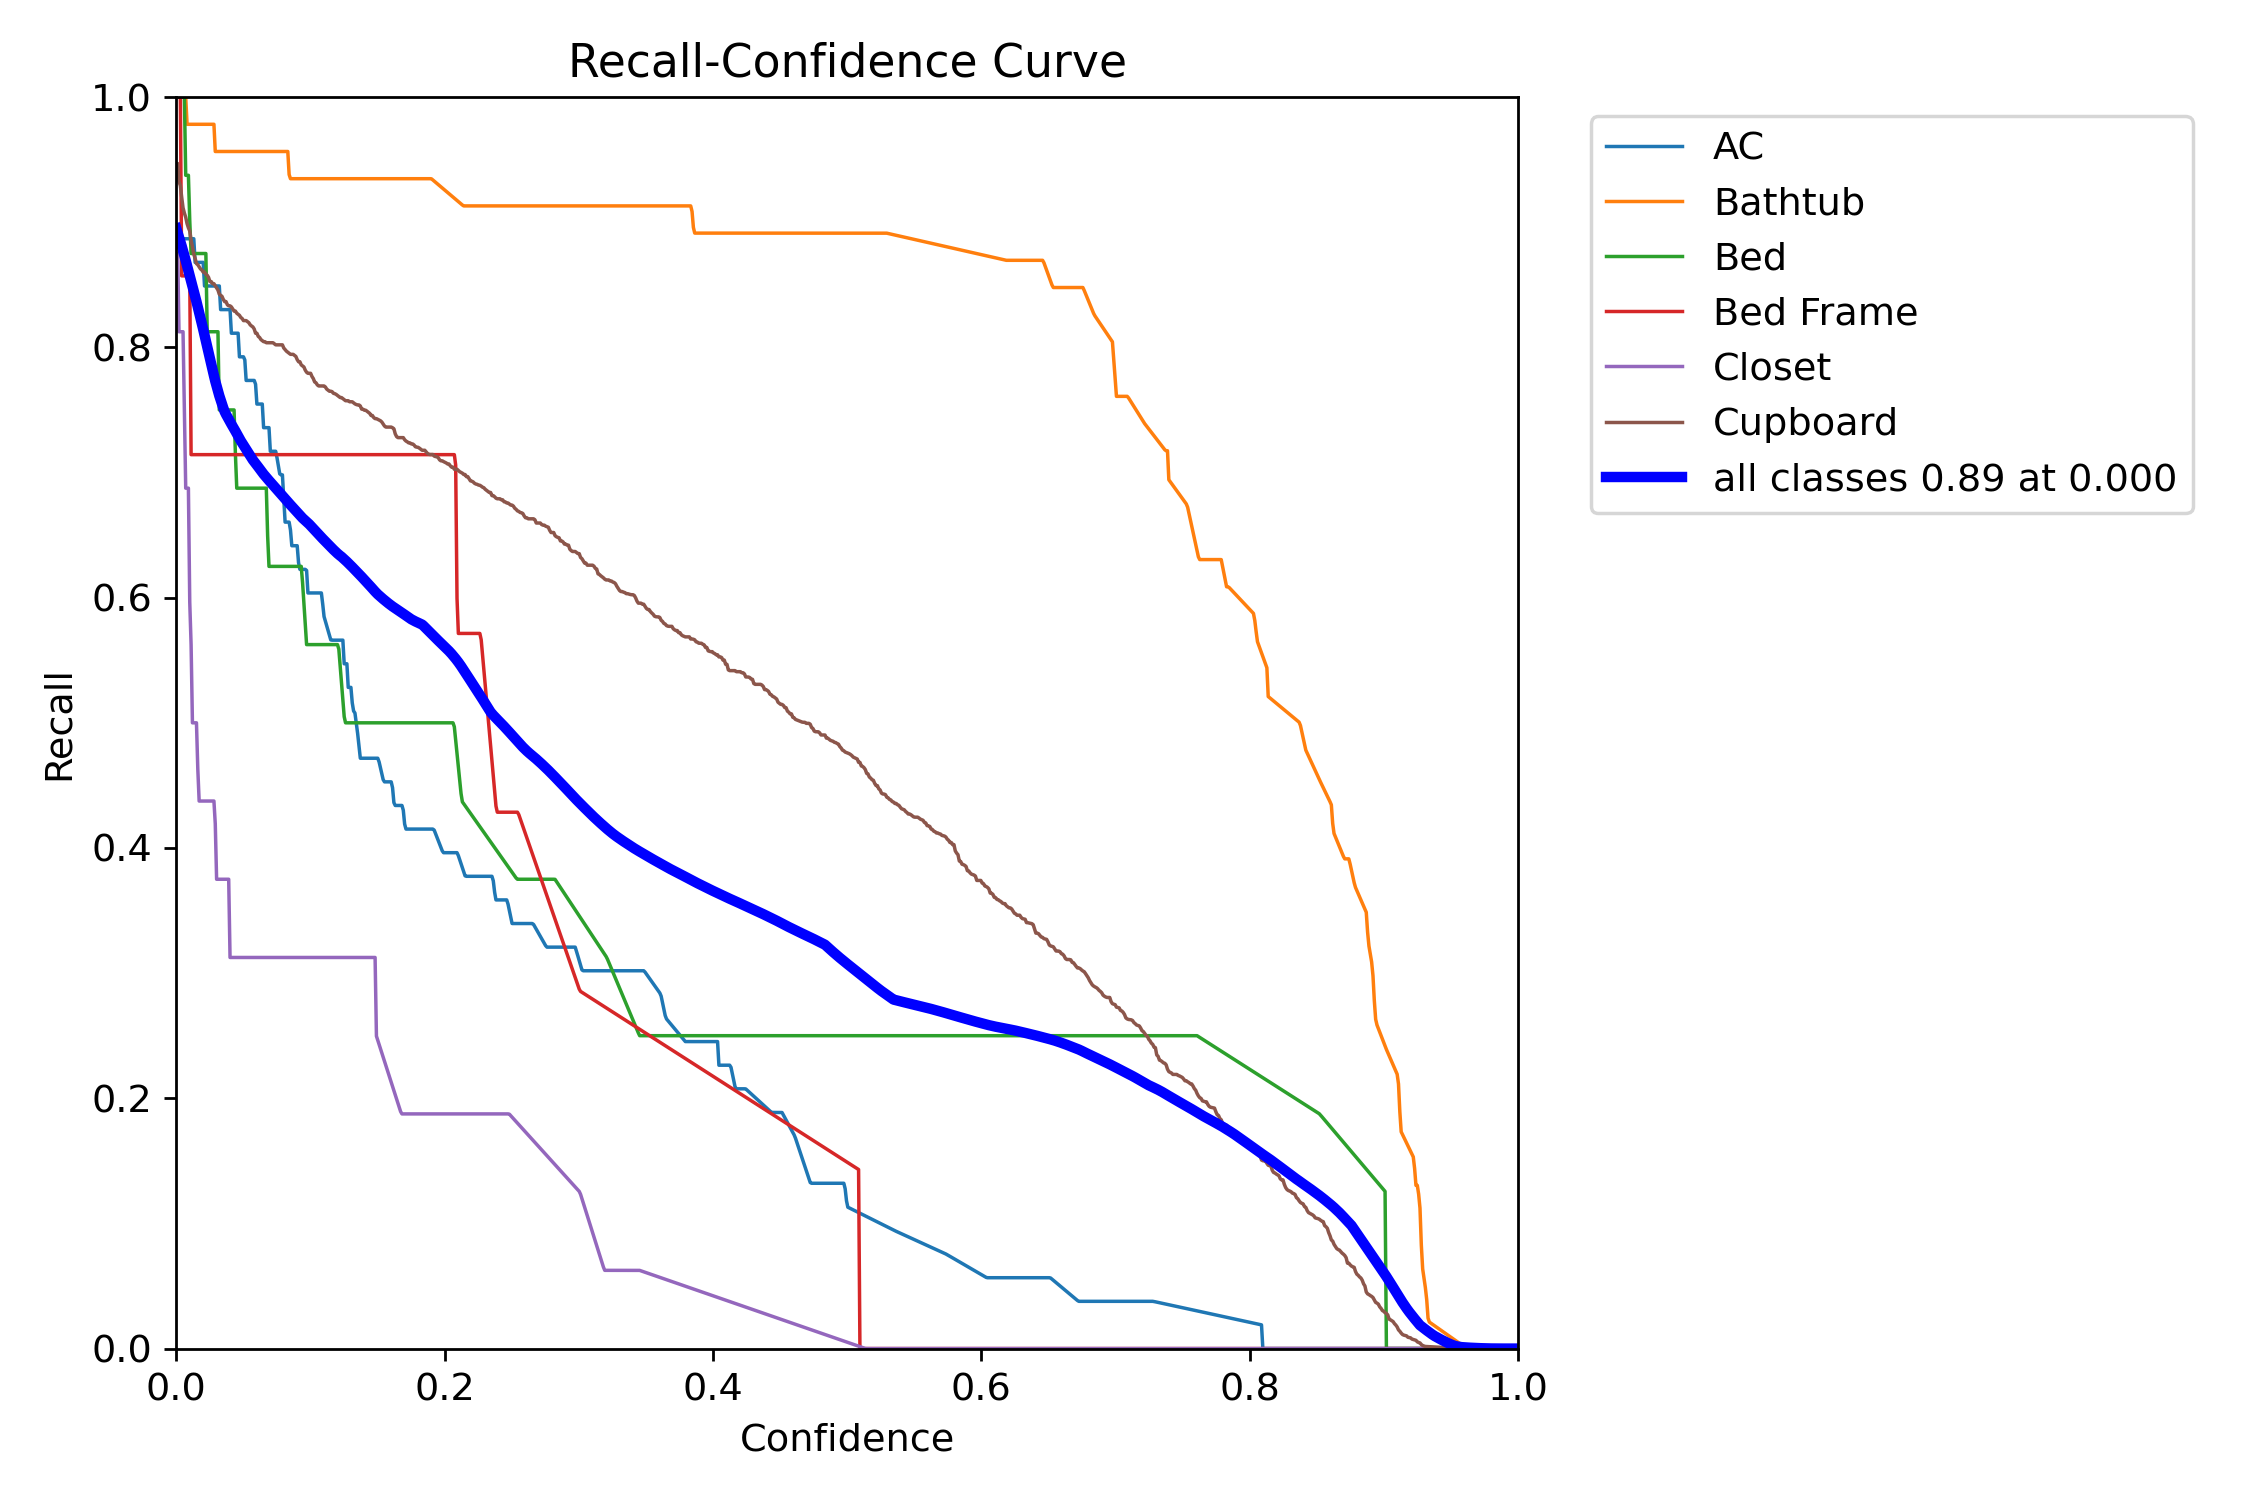 Recall-Confidence Curve
1.0
0.8
0.6
0.4
0.2
0.0
Recall
0.0 0.2 0.4 0.6 0.8 1.0
Confidence
AC
Bathtub
Bed
Bed Frame
Closet
Cupboard
all classes 0.89 at 0.000